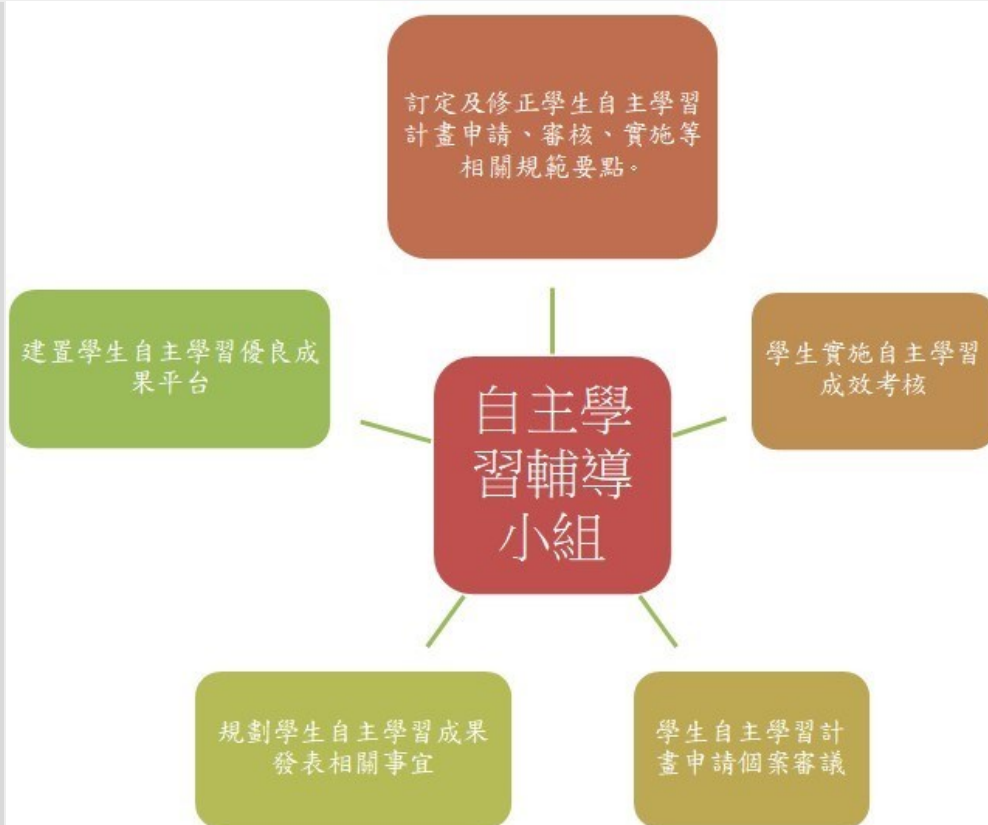 訂定及修正學生自主學習
計畫申請、審核、實施等
相關規範要點。
建置學生自主學習優良成
果平台
學生實施自主學習
成效考核
自主學
習輔導
小組
規劃學生自主學習成果
發表相關事宜
學生自主學習計
畫申請個案審議